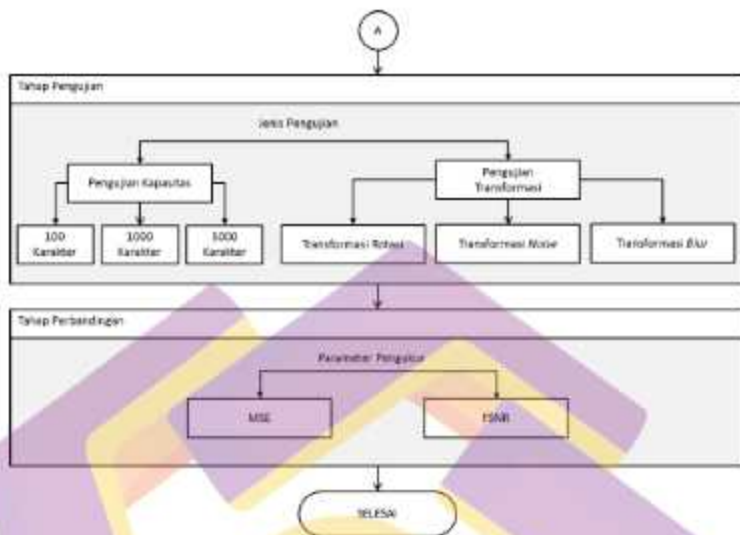 A
Tahap Pengujian
Jenis Pengujian
Pengujian Kapasitas
Pengujian
Transformasi
100
Karakter
1000
Karakter
5000
Karakter
Transformasi Rotasi
Transformasi Noise
Transformasi Blur
Tahap Perbandingan
Parameter Pengukur
MSE
PSNR
SELESAI